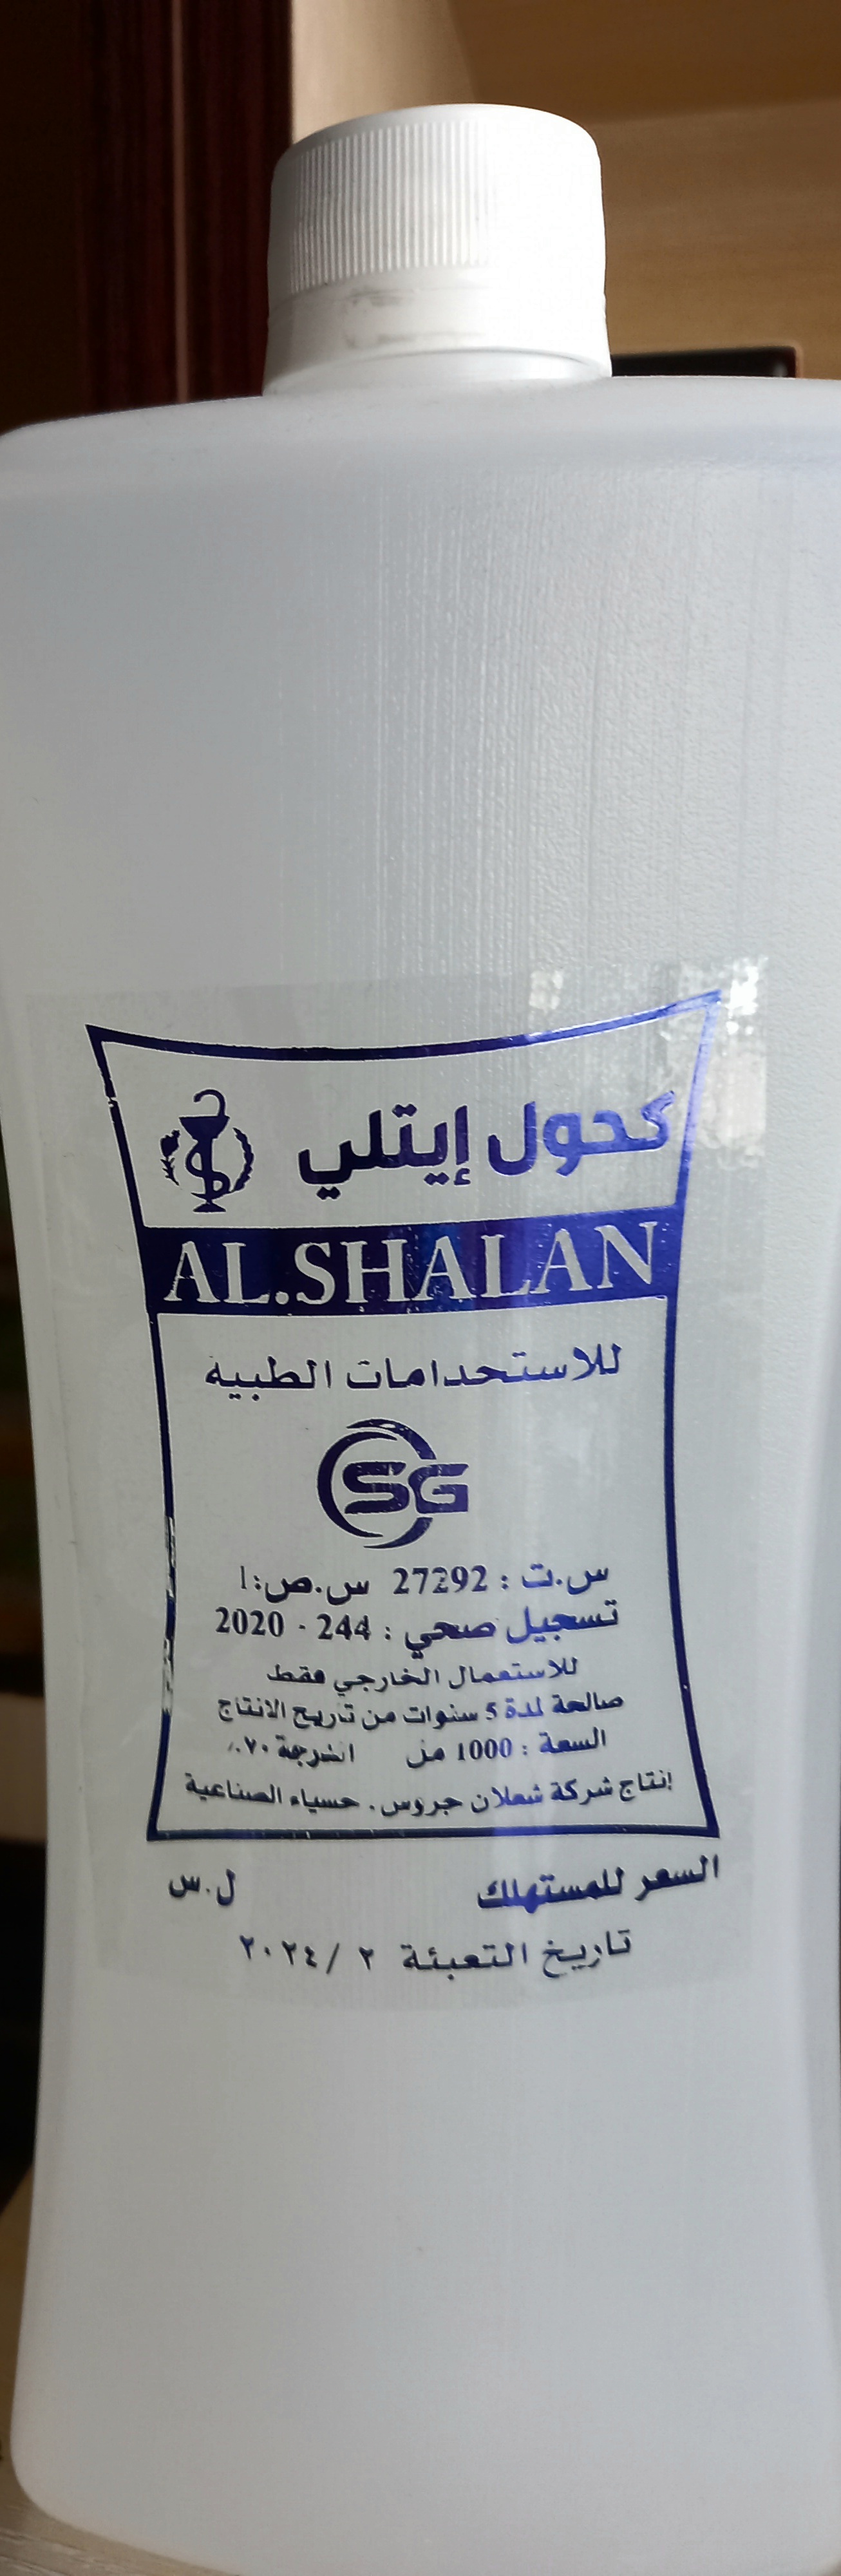 كحول إيتلي
AL.SHALAN
للاستخدامات الطبية
SG
س.ت : 27292 س.ص: 1
تسجيل صحي : 244 - 2020
للاستعمال الخارجي فقط
صالحة لمدة 5 سنوات من تاريخ الانتاج
السعة : 1000 مل الدرجة ٧٠٪
إنتاج شركة شعلان جروس . حسياء الصناعية
السعر للمستهلك ل.س
تاريخ التعبئة ٢ / ٢٠٢٤